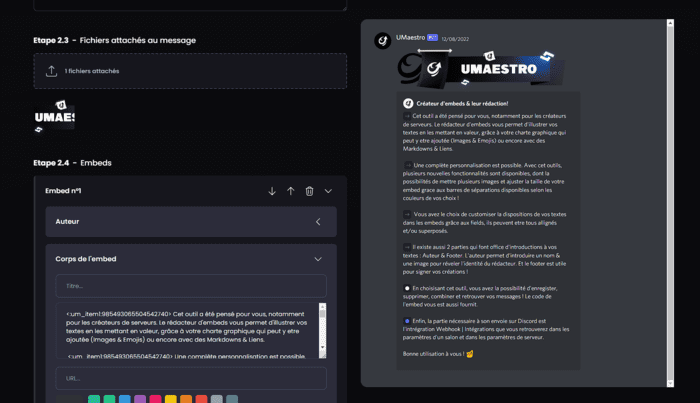 Etape 2.3 - Fichiers attachés au message
1 fichiers attachés
UMAES
Etape 2.4 - Embeds
Embed n°1
Auteur
Corps de l'embed
Titre...
<:um_item1:985493065504542740> Cet outil a été pensé pour vous, notamment
pour les créateurs de serveurs. Le rédacteur d'embeds vous permet d'illustrer vos
textes en les mettant en valeur, grâce à votre charte graphique qui peut y etre
ajoutée (Images & Emojis) ou encore avec des Markdowns & Liens.
<:um_item1:985493065504542740> Une complète personnalisation est possible.
URL...
UMaestro BOT 12/08/2022
UMAESTRO
Créateur d'embeds & leur rédaction!
Cet outil a été pensé pour vous, notamment pour les créateurs
de serveurs. Le rédacteur d'embeds vous permet d'illustrer vos
textes en les mettant en valeur, grâce à votre charte graphique qui
peut y etre ajoutée (Images & Emojis) ou encore avec des
Markdowns & Liens.
Une complète personnalisation est possible. Avec cet outils,
plusieurs nouvelles fonctionnalités sont disponibles, dont la
possibilités de mettre plusieurs images et ajuster la taille de votre
embed grace aux barres de séparations disponibles selon les
couleurs de vos choix !
Vous avez le choix de customiser la dispositions de vos textes
dans les embeds grâce aux fields, ils peuvent etre tous allignés
et/ou superposés.
Il existe aussi 2 parties qui font office d'introductions à vos
textes : Auteur & Footer. L'auteur permet d'introduire un nom &
une image pour réveler l'identité du rédacteur. Et le footer est utile
pour signer vos créations !
En choisissant cet outil, vous avez la possibilité d'enregister,
supprimer, combiner et retrouver vos messages ! Le code de
l'embed vous est aussi fournit.
Enfin, la partie nécessaire à son envoie sur Discord est
l'intrégration Webhook | Intégrations que vous retrouverez dans les
paramètres d'un salon et dans les paramètres de serveur.
Bonne utilisation à vous !